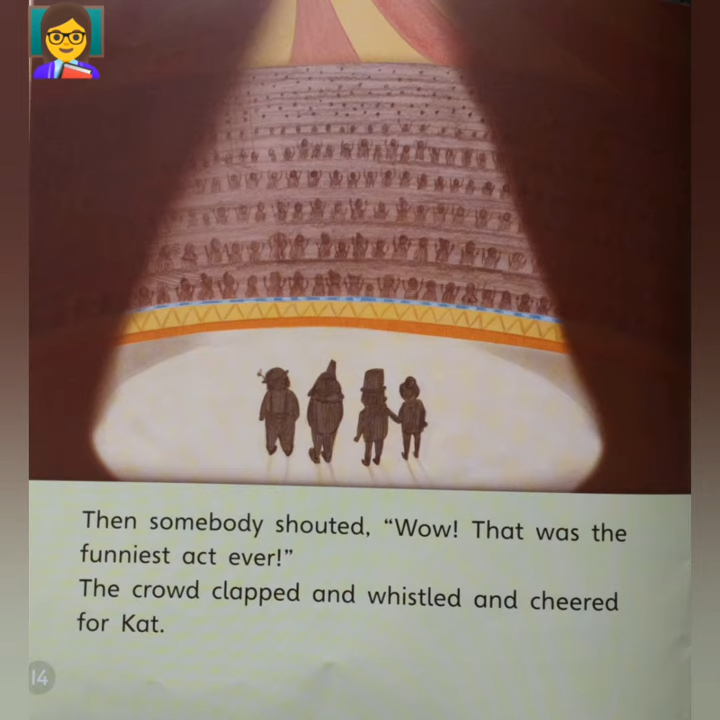 Then somebody shouted, “Wow! That was the
funniest act ever!”
The crowd clapped and whistled and cheered
for Kat.
14